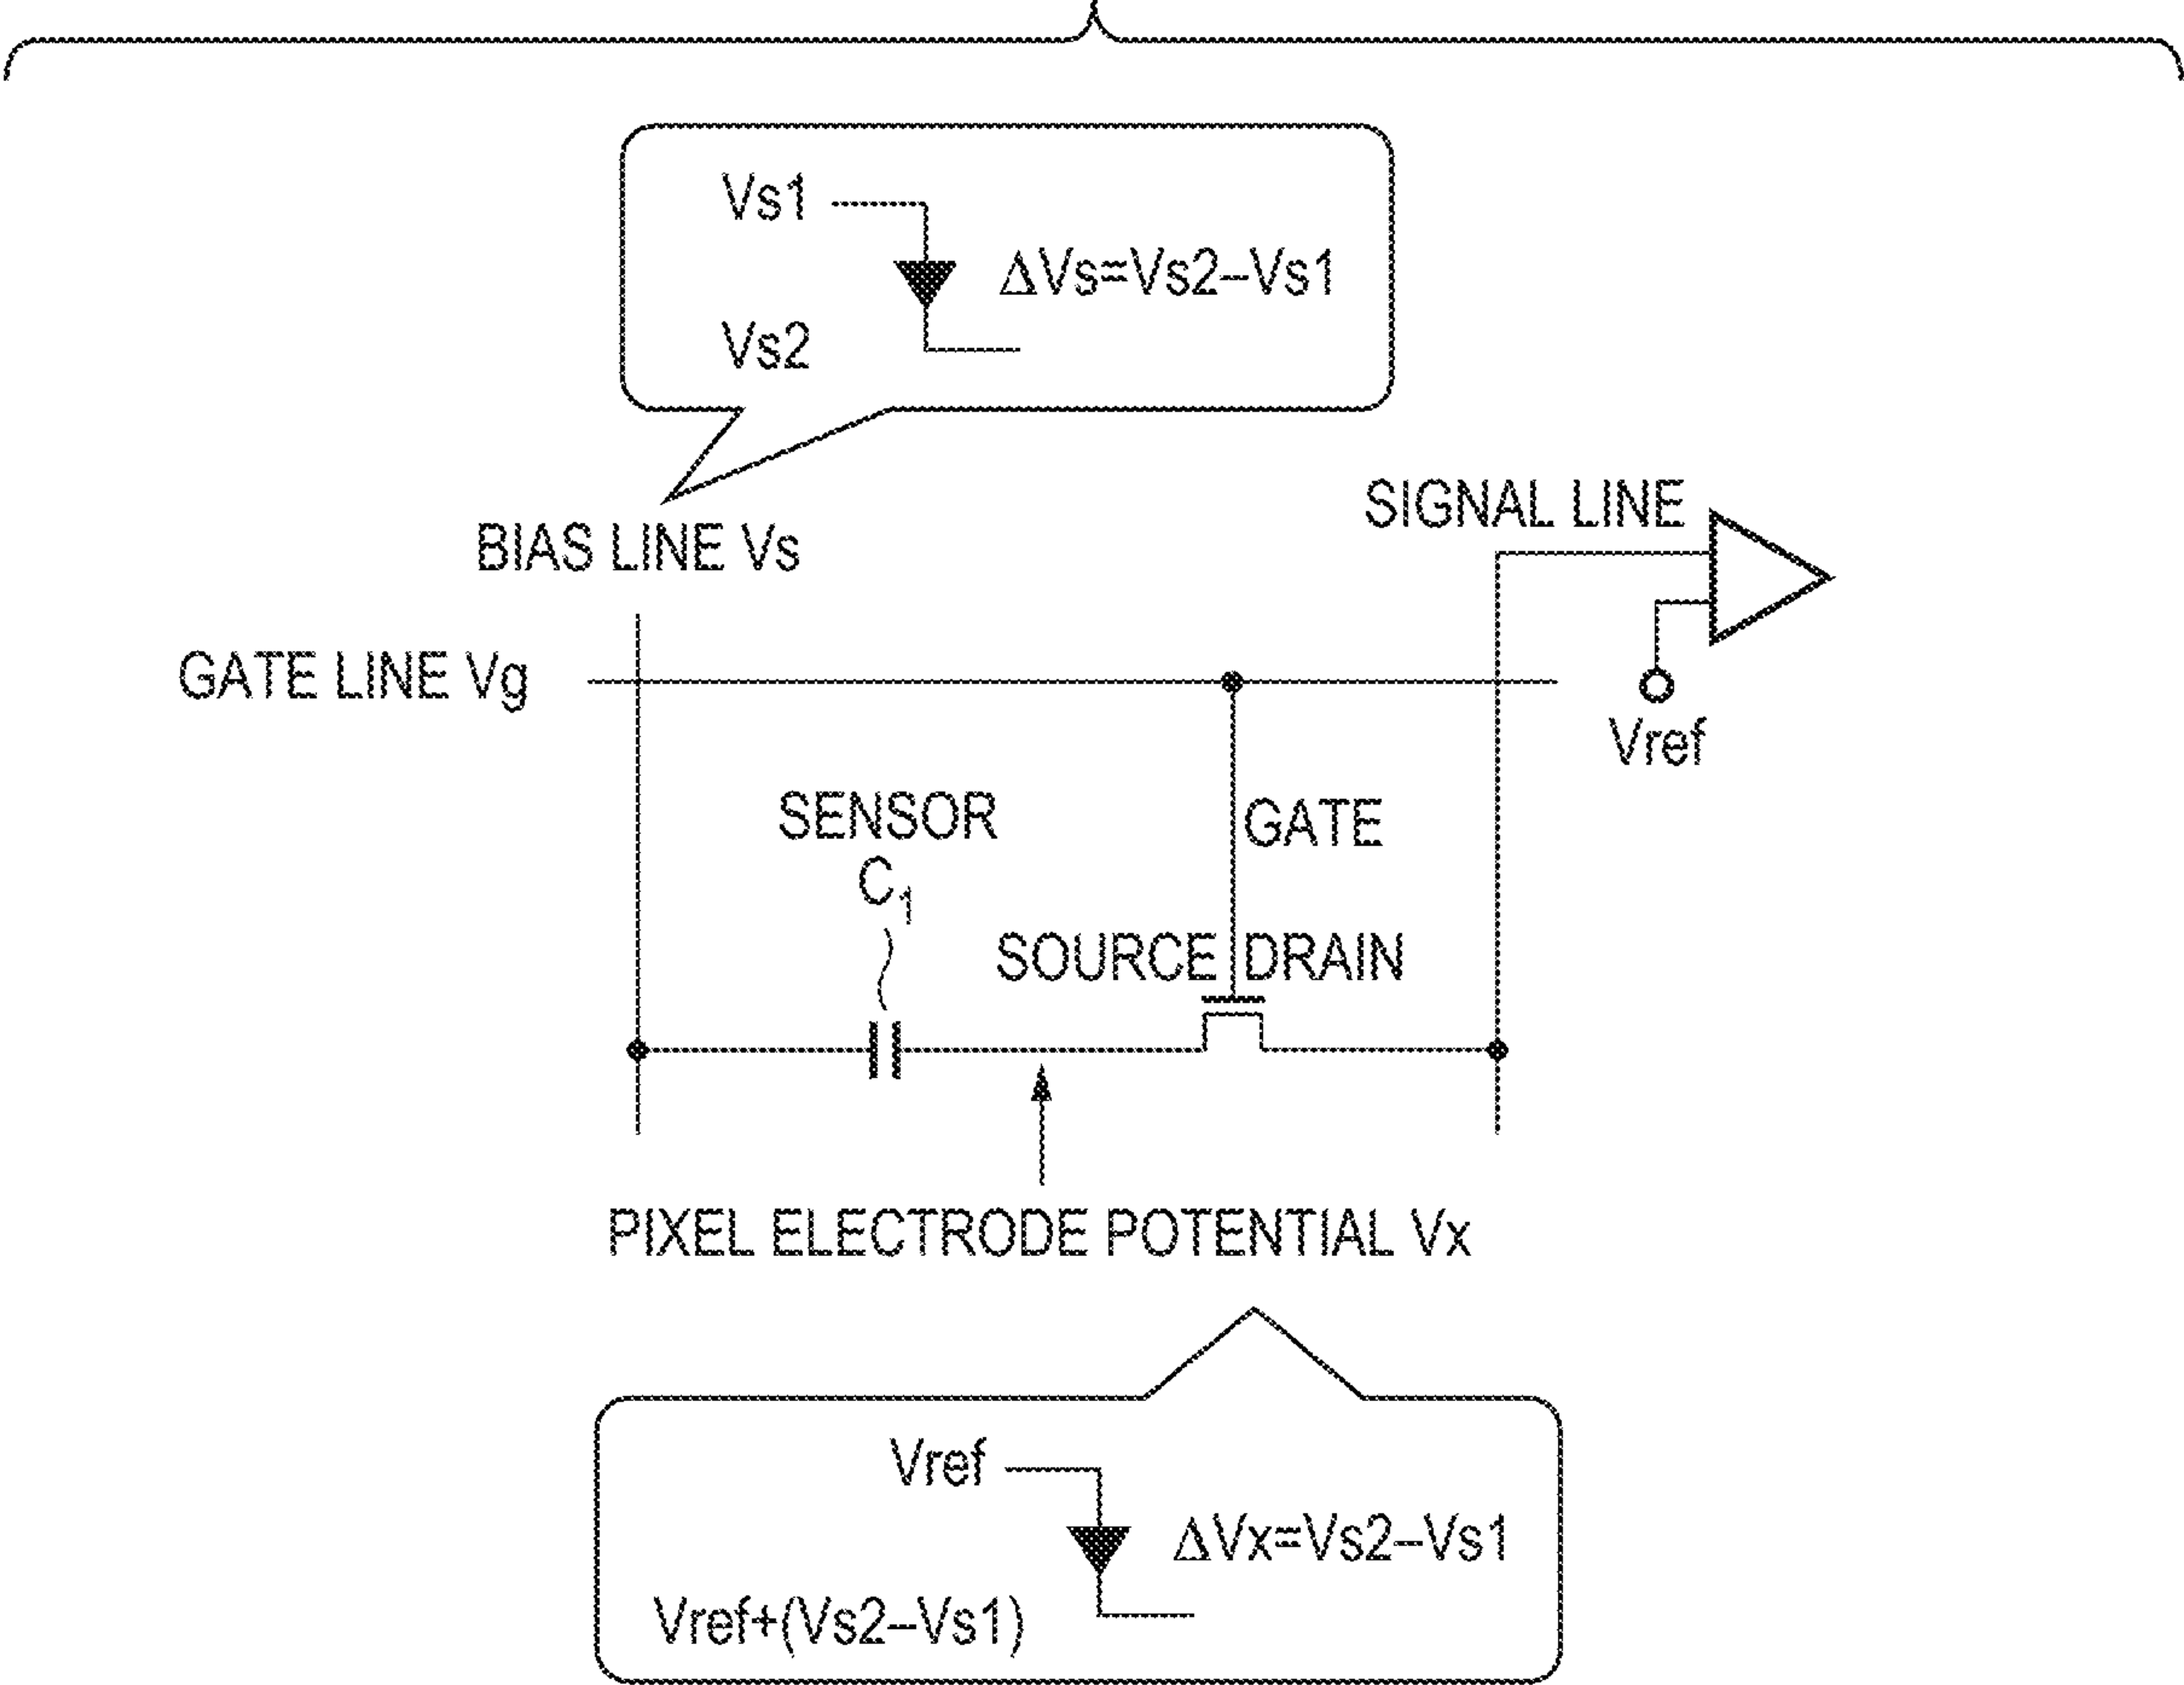 Vs1
ΔVs=Vs2–Vs1
Vs2
BIAS LINE Vs
SIGNAL LINE
GATE LINE Vg
Vref
SENSOR
C1
GATE
SOURCE
DRAIN
PIXEL ELECTRODE POTENTIAL Vx
Vref
ΔVx=Vs2–Vs1
Vref+(Vs2–Vs1)